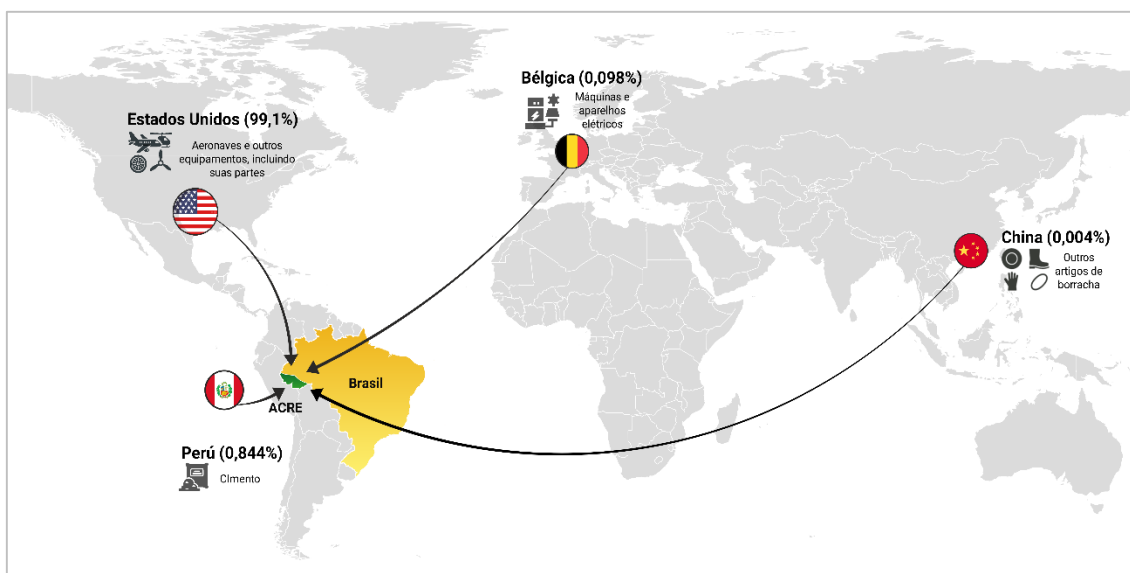 Bélgica (0,098%)
Máquinas e
aparelhos
elétricos
Estados Unidos (99,1%)
Aeronaves e outros
equipamentos, incluindo
suas partes
China (0,004%)
Outros
artigos de
borracha
Brasil
ACRE
Perú (0,844%)
CImento